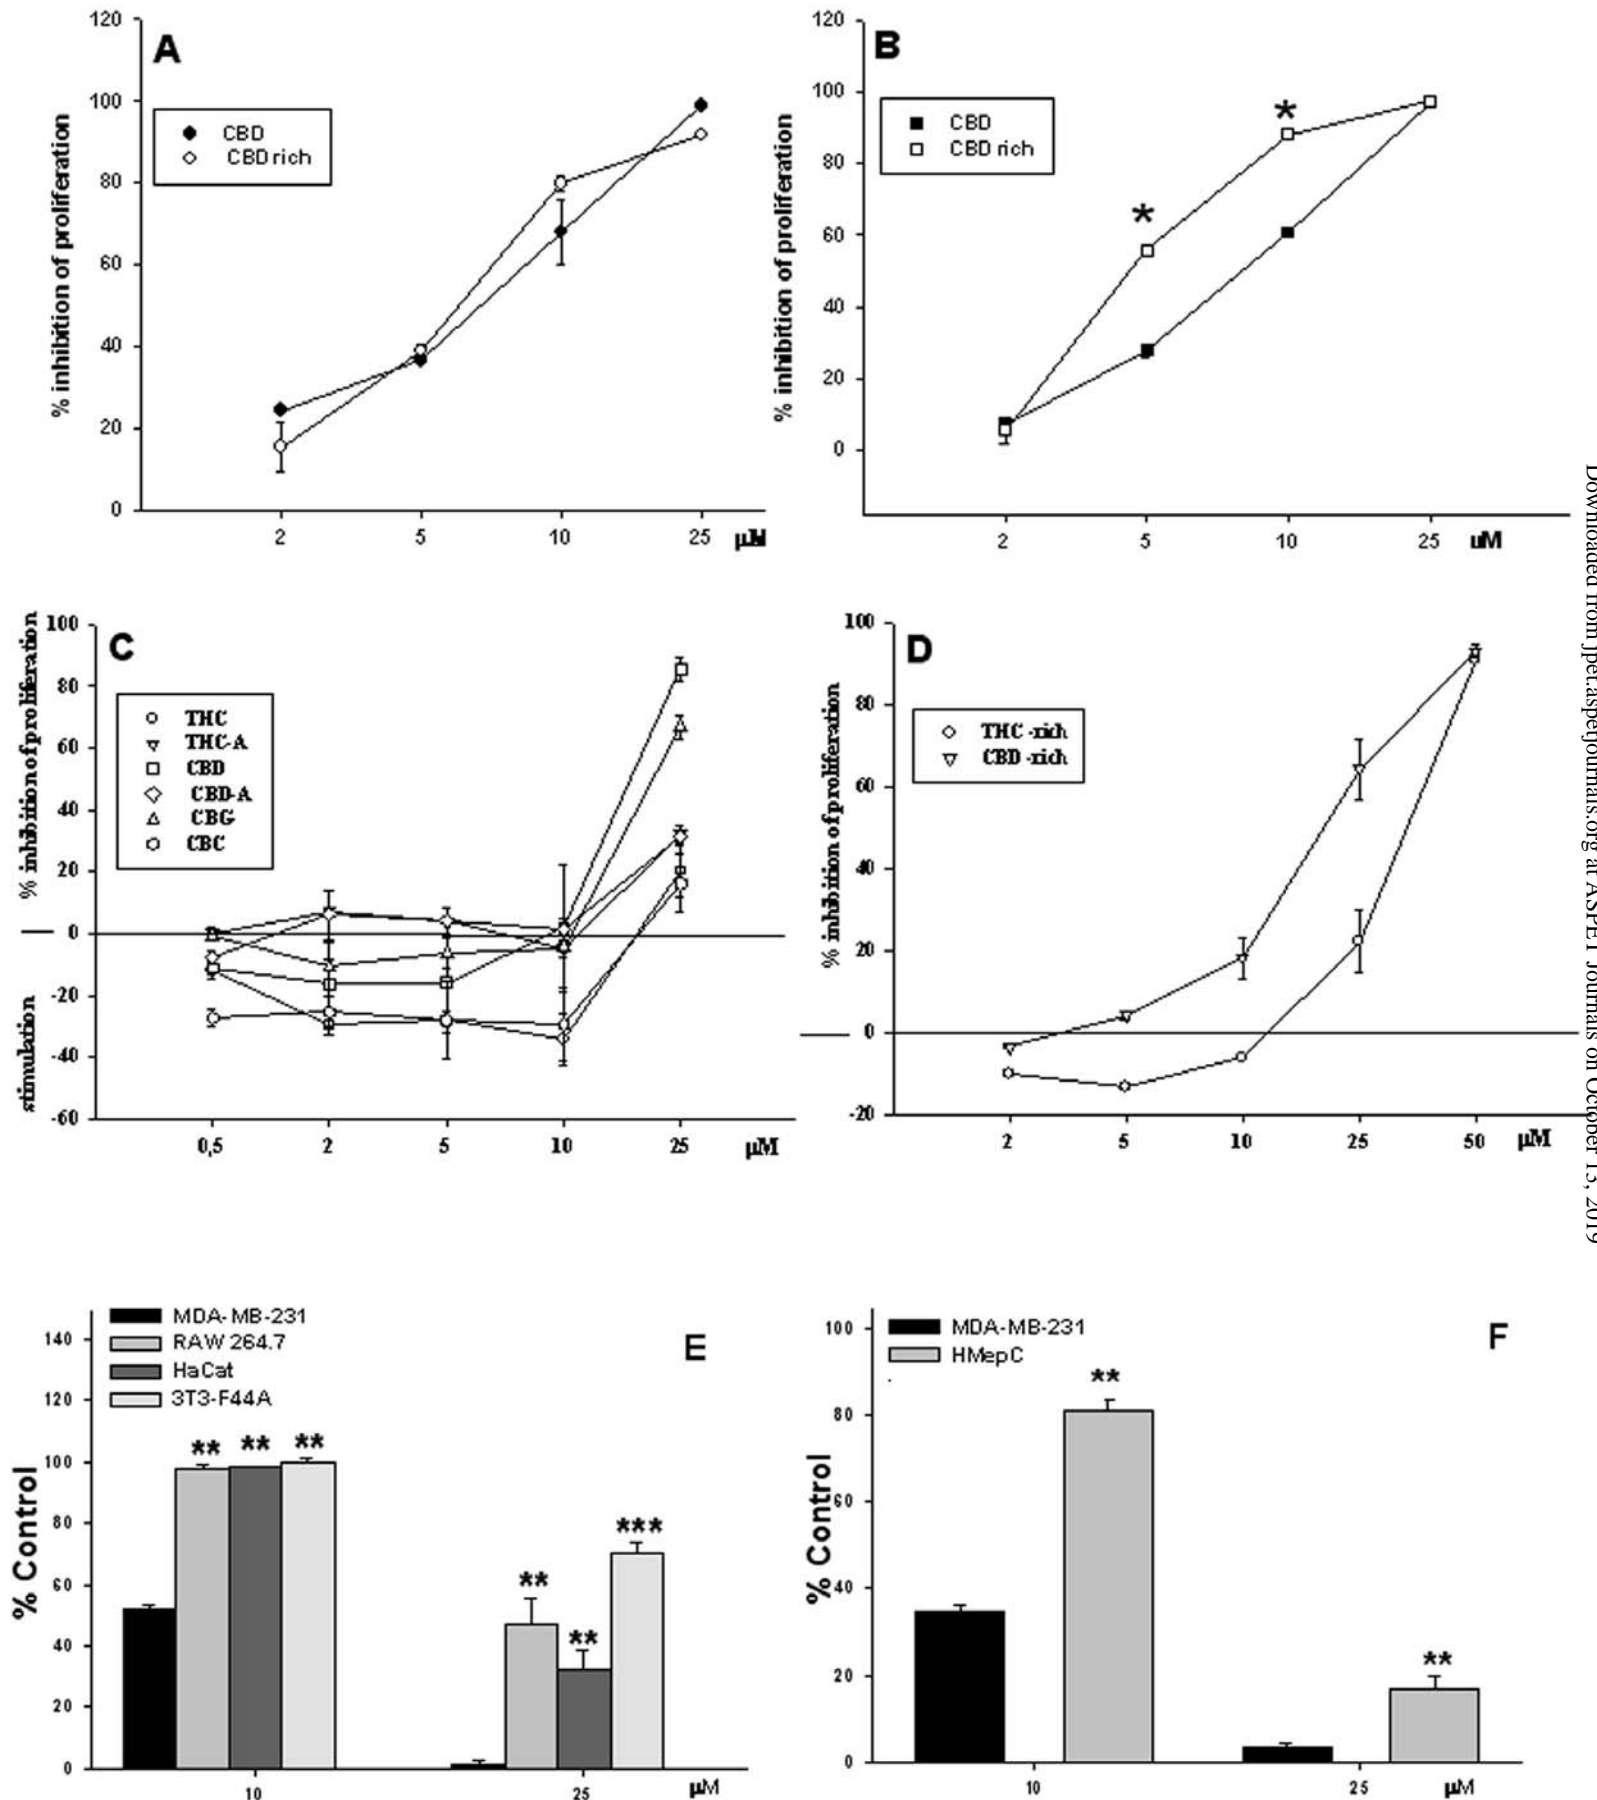 A
% inhibition of proliferation
120
100
80
60
40
20
0
CBD
CBD rich
2 5 10 25 µM
B
% inhibition of proliferation
120
100
80
60
40
20
0
CBD
CBD rich
*
*
2 5 10 25 uM
C
% inhibition of proliferation
stimulation
100
80
60
40
20
0
-20
-40
-60
THC
THC-A
CBD
CBD-A
CBG
CBC
0,5 2 5 10 25 µM
D
% inhibition of proliferation
100
80
60
40
20
0
-20
THC-rich
CBD-rich
2 5 10 25 50 µM
E
% Control
140
120
100
80
60
40
20
0
MDA-MB-231
RAW 264.7
HaCat
3T3-F44A
** ** **
** ** ***
10 25 µM
F
% Control
100
80
60
40
20
0
MDA-MB-231
HMepC
**
**
10 25 µM
Downloaded from jpet.aspetjournals.org at ASPET Journals on October 13, 2019